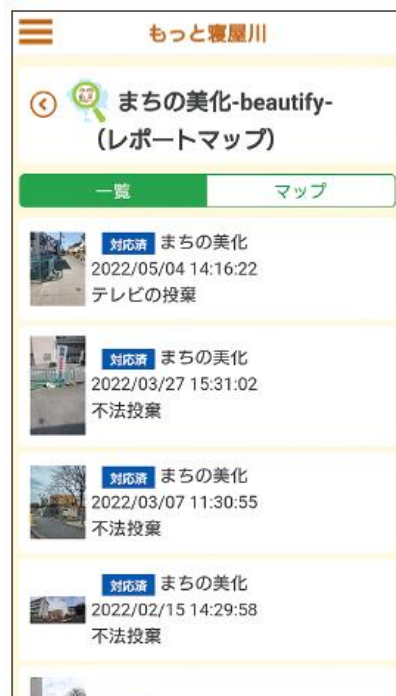 もっと寝屋川
まちの美化-beautify-
（レポートマップ）
一覧 マップ
対応済 まちの美化
2022/05/04 14:16:22
テレビの投棄
対応済 まちの美化
2022/03/27 15:31:02
不法投棄
対応済 まちの美化
2022/03/07 11:30:55
不法投棄
対応済 まちの美化
2022/02/15 14:29:58
不法投棄